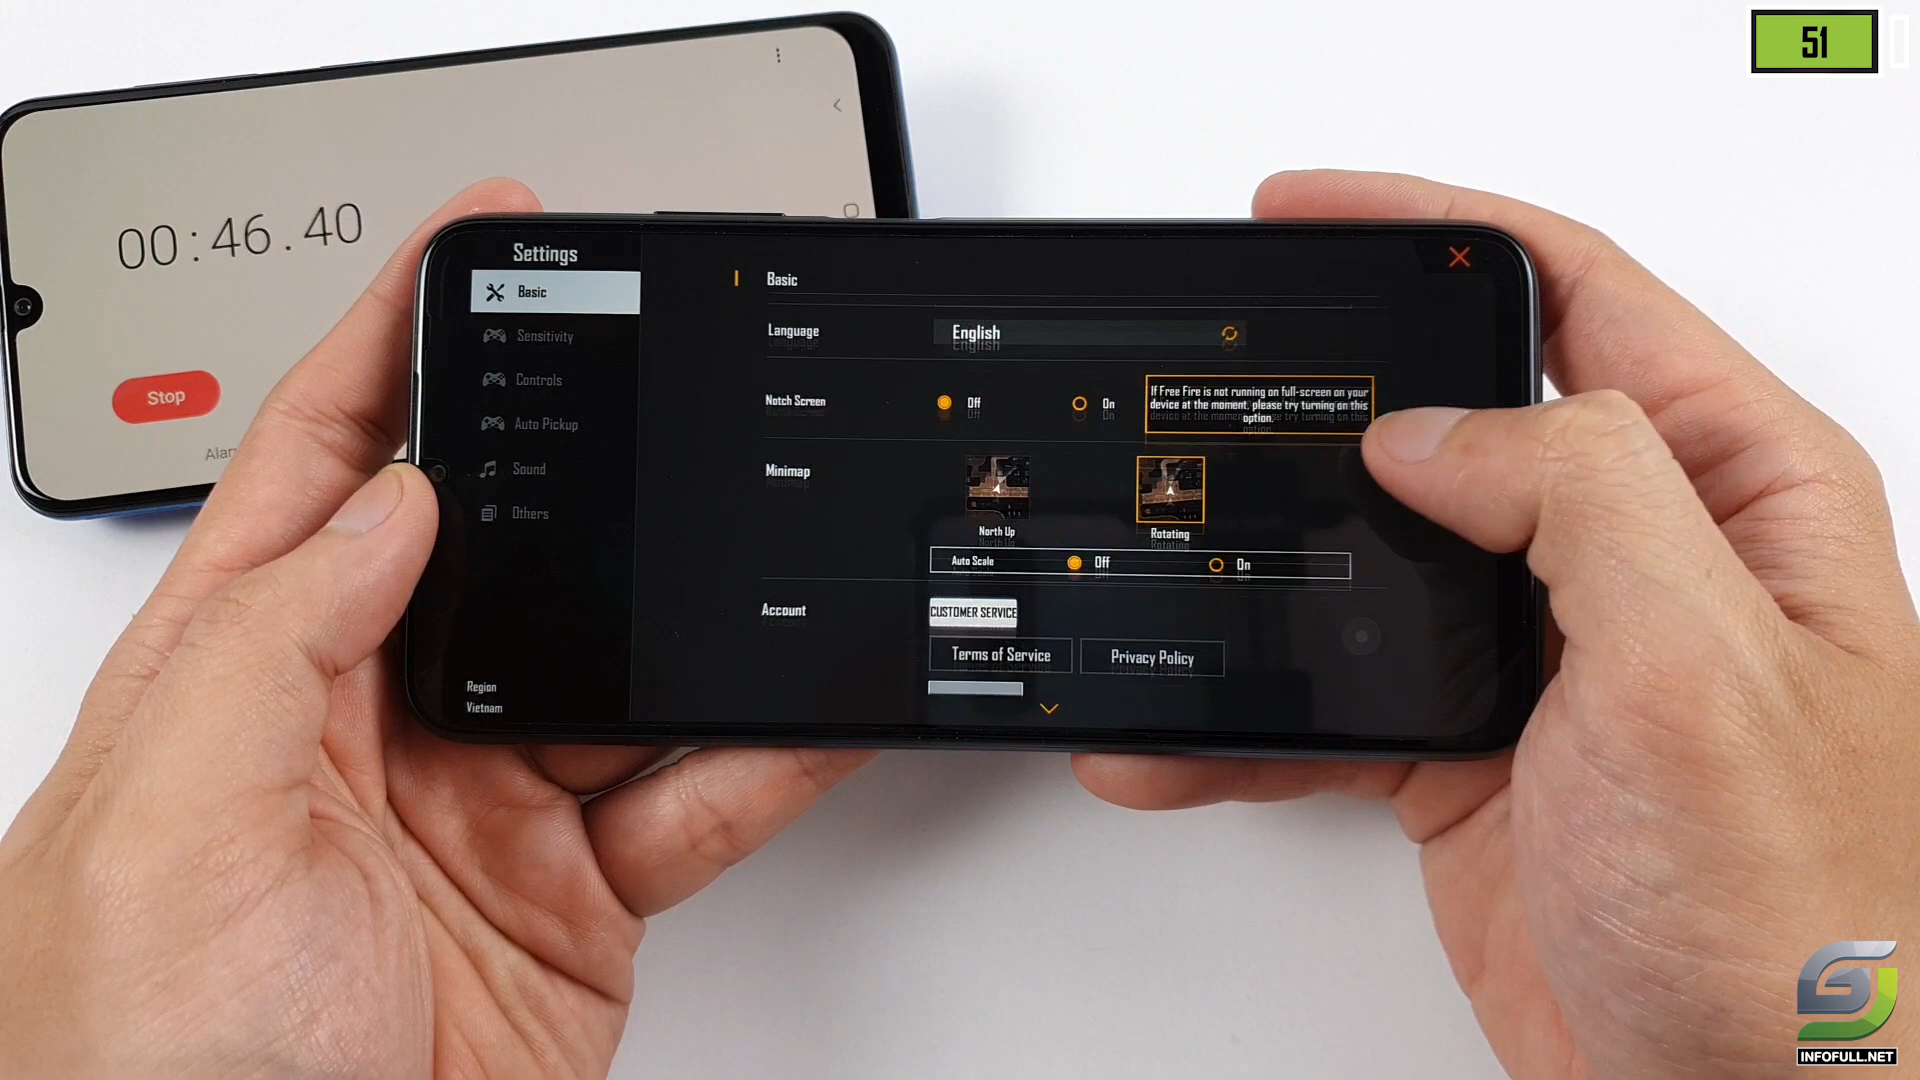 51
00:46.40
Stop
Alar
Settings
Basic
Sensitivity
Controls
Auto Pickup
Sound
Others
Region
Vietnam
Basic
Language
English
Notch Screen
Off
On
If Free Fire is not running on full-screen on your
device at the moment, please try turning on this
option.
Minimap
North Up
Rotating
Auto Scale
Off
On
Account
CUSTOMER SERVICE
Terms of Service
Privacy Policy
INFOFULL.NET